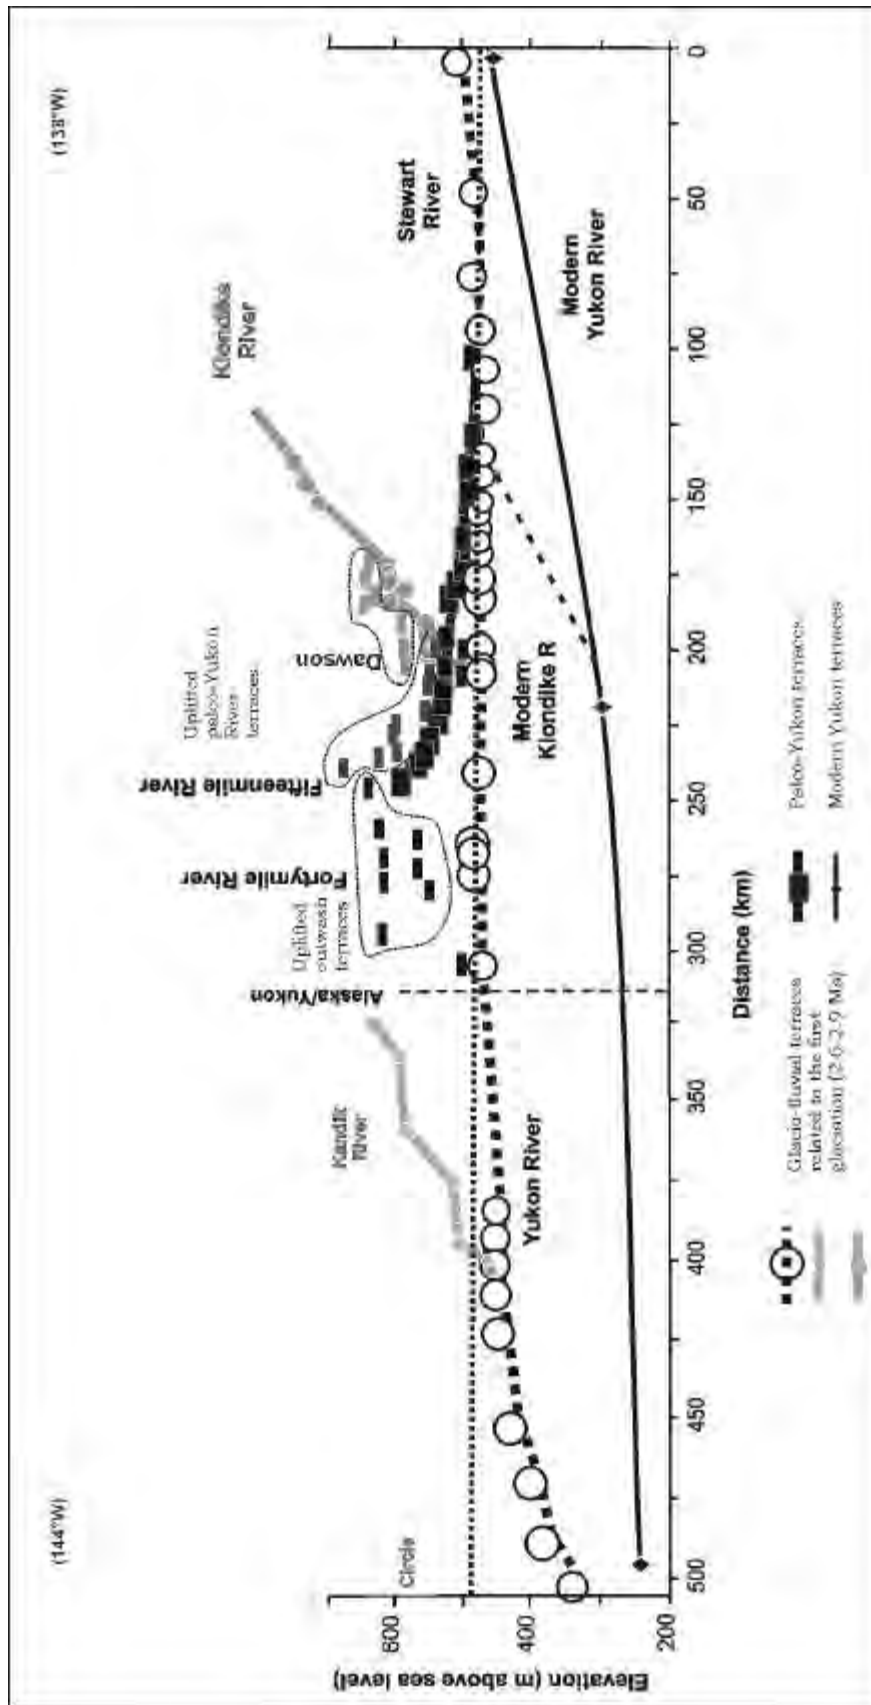 (144°W)
(138°W)
Circle
Kandik
River
Alaska/Yukon
Uplifted
outwash
terraces
Fortymile River
Fifteenmile River
Uplifted
paleo-Yukon
River
terraces
Dawson
Klondike
River
Stewart
River
Yukon River
Modern
Klondike R
Modern
Yukon River
Elevation (m above sea level)
600
400
200
500
450
400
350
300
250
200
150
100
50
0
Distance (km)
Glacio-fluvial terraces
related to the first
glaciation (2.6-2.9 Ma)
Paleo-Yukon terraces
Modern Yukon terraces